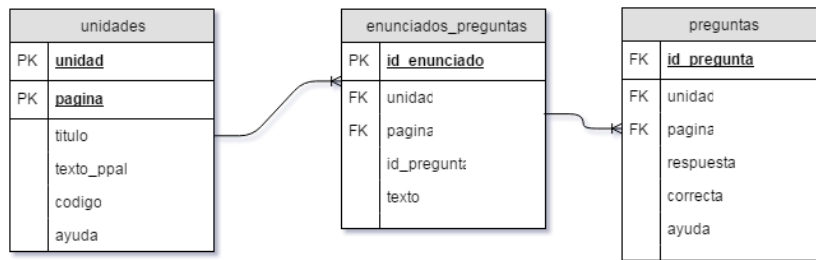 unidades
PK unidad
PK pagina
titulo
texto_ppal
codigo
ayuda
enunciados_preguntas
PK id_enunciado
FK unidad
FK pagina
id_pregunta
texto
preguntas
FK id_pregunta
FK unidad
FK pagina
respuesta
correcta
ayuda